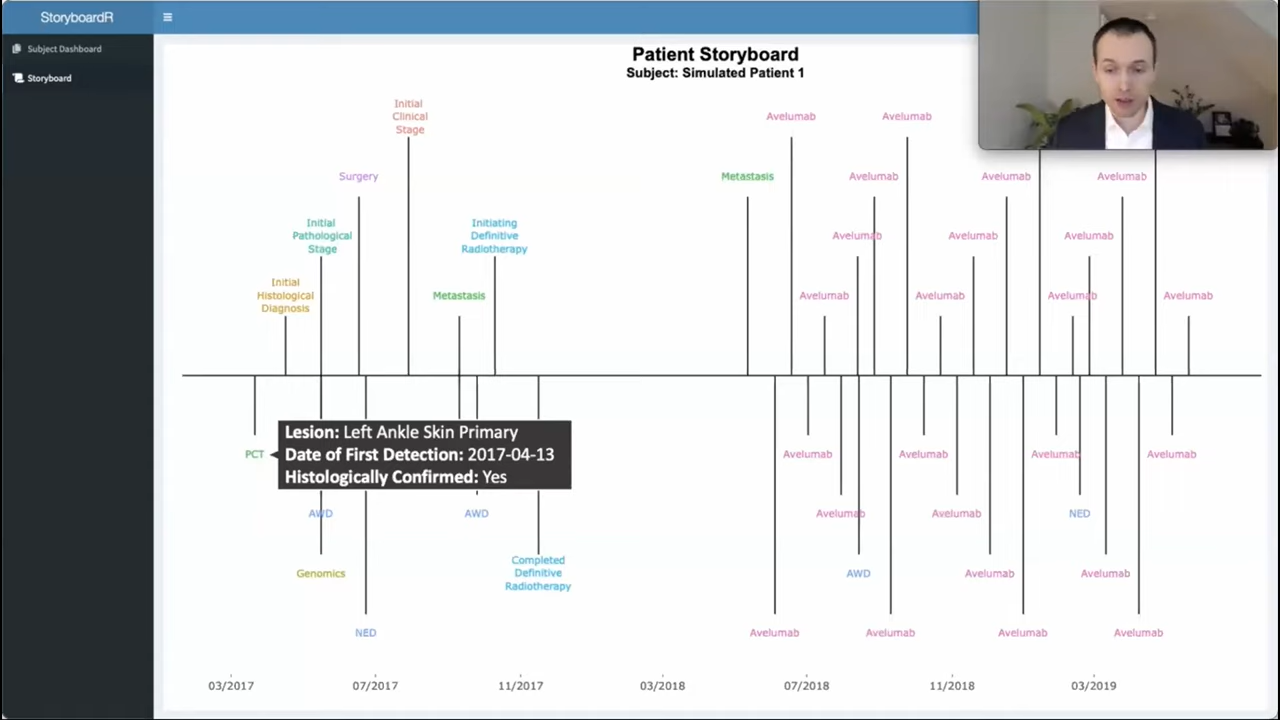 StoryboardR
Subject Dashboard
Storyboard
Patient Storyboard
Subject: Simulated Patient 1
Initial
Clinical
Stage
Avelumab
Avelumab
Surgery
Metastasis
Avelumab
Avelumab
Avelumab
Initial
Pathological
Stage
Initiating
Definitive
Radiotherapy
Avelumab
Avelumab
Avelumab
Initial
Histological
Diagnosis
Metastasis
Avelumab
Avelumab
Avelumab
Avelumab
PCT
Lesion: Left Ankle Skin Primary
Date of First Detection: 2017-04-13
Histologically Confirmed: Yes
Avelumab
Avelumab
Avelumab
Avelumab
AWD
AWD
Avelumab
Avelumab
NED
Genomics
Completed
Definitive
Radiotherapy
AWD
Avelumab
Avelumab
NED
Avelumab
Avelumab
Avelumab
Avelumab
03/2017
07/2017
11/2017
03/2018
07/2018
11/2018
03/2019